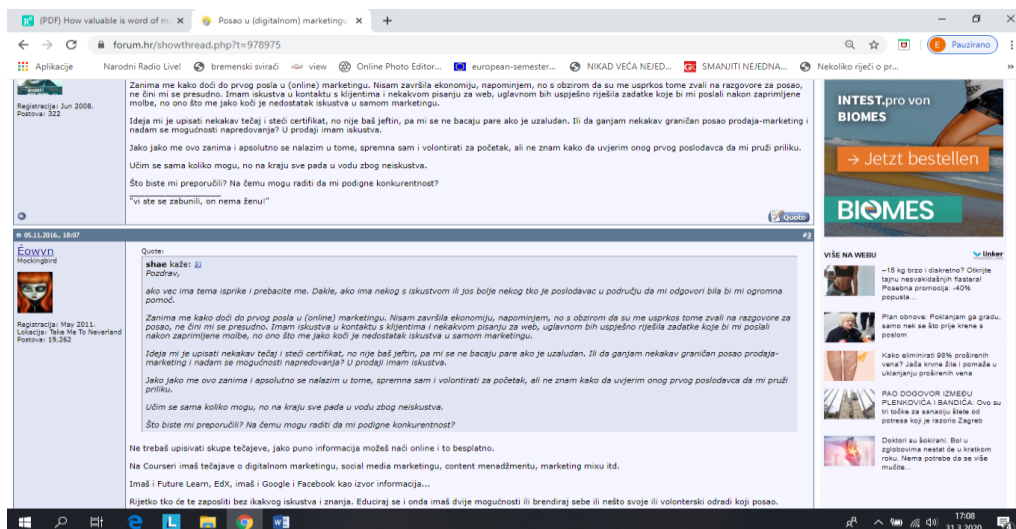 (PDF) How valuable is word of m
Posao u (digitalnom) marketingu
forum.hr/showthread.php?t=978975
Pauzirano
Aplikacije
Narodni Radio Live!
bremenski svirači
view
Online Photo Editor...
european-semester...
NIKAD VEĆA NEJED...
SMANJITI NEJEDNA...
Nekoliko riječi o pr...
Registracija: Jun 2008.
Postova: 322
Zanima me kako doći do prvog posla u (online) marketingu. Nisam završila ekonomiju, napominjem, no s obzirom da su me usprkos tome zvali na razgovore za posao,
ne čini mi se presudno. Imam iskustva u kontaktu s klijentima i nekakvom pisanju za web, uglavnom bih uspješno riješila zadatke koje bi mi poslali nakon zaprimljene
molbe, no ono što me jako koči je nedostatak iskustva u samom marketingu.
Ideja mi je upisati nekakav tečaj i steći certifikat, no nije baš jeftin, pa mi se ne bacaju pare ako je uzaludan. Ili da ganjam nekakav graničan posao prodaja-marketing i
nadam se mogućnosti napredovanja? U prodaji imam iskustva.
Jako jako me ovo zanima i apsolutno se nalazim u tome, spremna sam i volontirati za početak, ali ne znam kako da uvjerim onog prvog poslodavca da mi pruži priliku.
Učim se sama koliko mogu, no na kraju sve pada u vodu zbog neiskustva.
Što biste mi preporučili? Na čemu mogu raditi da mi podigne konkurentnost?
"vi ste se zabunili, on nema ženu!"
Quote
05.11.2016., 18:07
#2
Éowyn
Mockingbird
Registracija: May 2011.
Lokacija: Take Me To Neverland
Postova: 19.262
Quote:
shae kaže:
Pozdrav,
ako vec ima tema isprike i prebacite me. Dakle, ako ima nekog s iskustvom ili jos bolje nekog tko je poslodavac u području da mi odgovori bila bi mi ogromna
pomoć.
Zanima me kako doći do prvog posla u (online) marketingu. Nisam završila ekonomiju, napominjem, no s obzirom da su me usprkos tome zvali na razgovore za
posao, ne čini mi se presudno. Imam iskustva u kontaktu s klijentima i nekakvom pisanju za web, uglavnom bih uspješno riješila zadatke koje bi mi poslali
nakon zaprimljene molbe, no ono što me jako koči je nedostatak iskustva u samom marketingu.
Ideja mi je upisati nekakav tečaj i steći certifikat, no nije baš jeftin, pa mi se ne bacaju pare ako je uzaludan. Ili da ganjam nekakav graničan posao prodaja-
marketing i nadam se mogućnosti napredovanja? U prodaji imam iskustva.
Jako jako me ovo zanima i apsolutno se nalazim u tome, spremna sam i volontirati za početak, ali ne znam kako da uvjerim onog prvog poslodavca da mi pruži
priliku.
Učim se sama koliko mogu, no na kraju sve pada u vodu zbog neiskustva.
Što biste mi preporučili? Na čemu mogu raditi da mi podigne konkurentnost?
Ne trebaš upisivati skupe tečajeve, jako puno informacija možeš naći online i to besplatno.
Na Courseri imaš tečajeve o digitalnom marketingu, social media marketingu, content menadžmentu, marketing mixu itd.
Imaš i Future Learn, EdX, imaš i Google i Facebook kao izvor informacija...
Rijetko tko će te zaposliti bez ikakvog iskustva i znanja. Educiraj se i onda imaš dvije mogućnosti ili brendiraj sebe ili nešto svoje ili volonterski odradi koji posao.
INTEST.pro von
BIOMES
→ Jetzt bestellen
BIOMES
VIŠE NA WEBU
linker
–15 kg brzo i diskretno? Otkrijte
tajnu nesvakidašnjih flastera!
Posebna promocija: -40%
popusta...
Plan obnove: Poklanjam ga gradu,
samo nek se što prije krene s
poslom
Kako eliminirati 98% proširenih
vena? Jača krvne žile i pomaže u
uklanjanju proširenih vena
PAO DOGOVOR IZMEĐU
PLENKOVIĆA I BANDIĆA: Ovo su
tri točke za sanaciju štete od
potresa koji je razorio Zagreb
Doktori su šokirani. Bol u
zglobovima nestat će u kratkom
roku. Nema potrebe da se više
mučite...
17:08
31.3.2020.